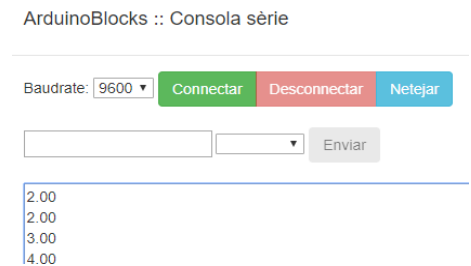 ArduinoBlocks :: Consola sèrie
Baudrate: 9600 Connectar Desconnectar Netejar
Enviar
2.00
2.00
3.00
4.00